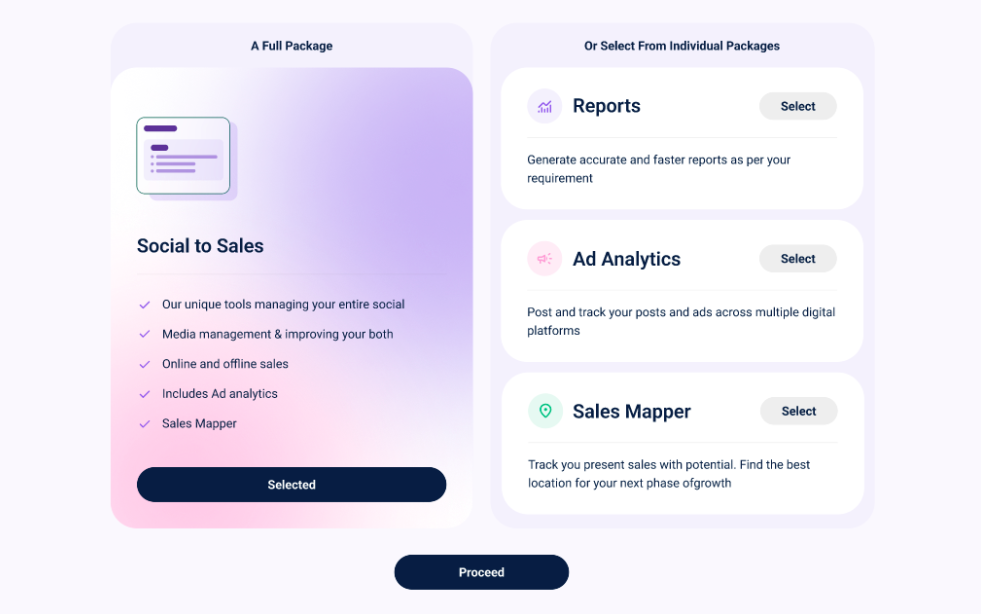 A Full Package
Social to Sales
Our unique tools managing your entire social
Media management & improving your both
Online and offline sales
Includes Ad analytics
Sales Mapper
Selected
Or Select From Individual Packages
Reports
Select
Generate accurate and faster reports as per your
requirement
Ad Analytics
Select
Post and track your posts and ads across multiple digital
platforms
Sales Mapper
Select
Track you present sales with potential. Find the best
location for your next phase ofgrowth
Proceed